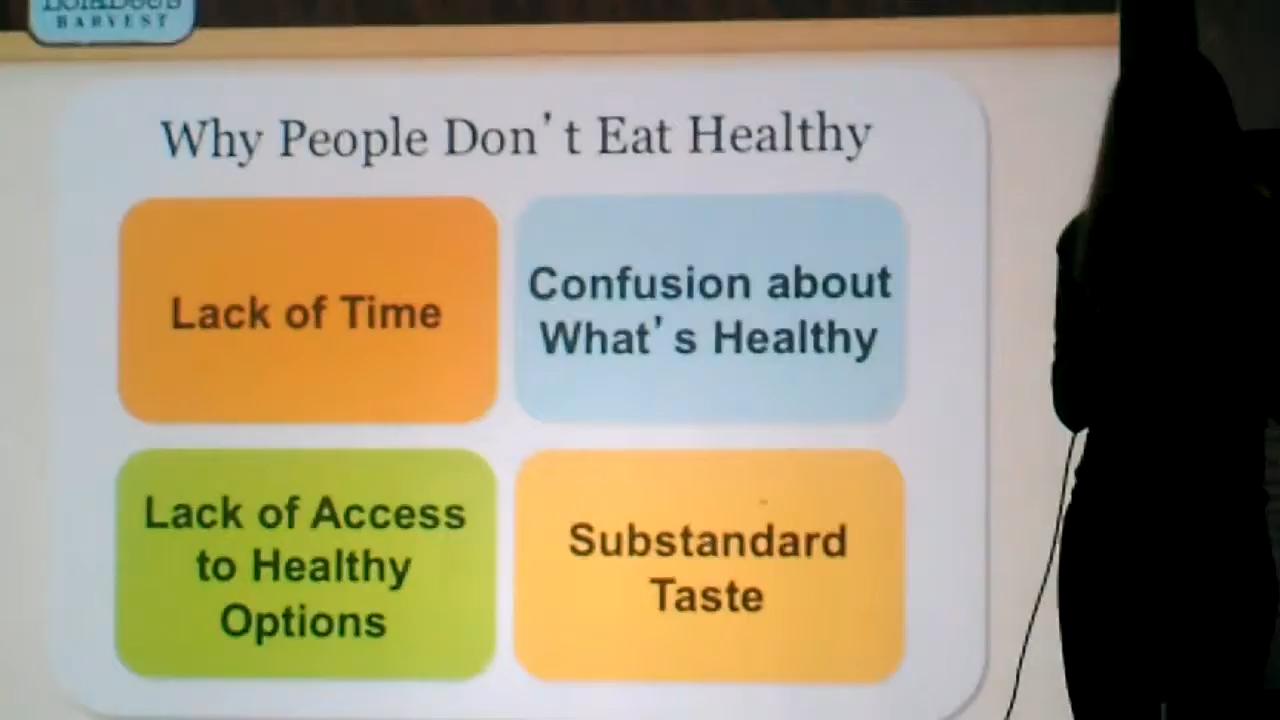 HARVEST
Why People Don't Eat Healthy
Lack of Time
Confusion about
What's Healthy
Lack of Access
to Healthy
Options
Substandard
Taste